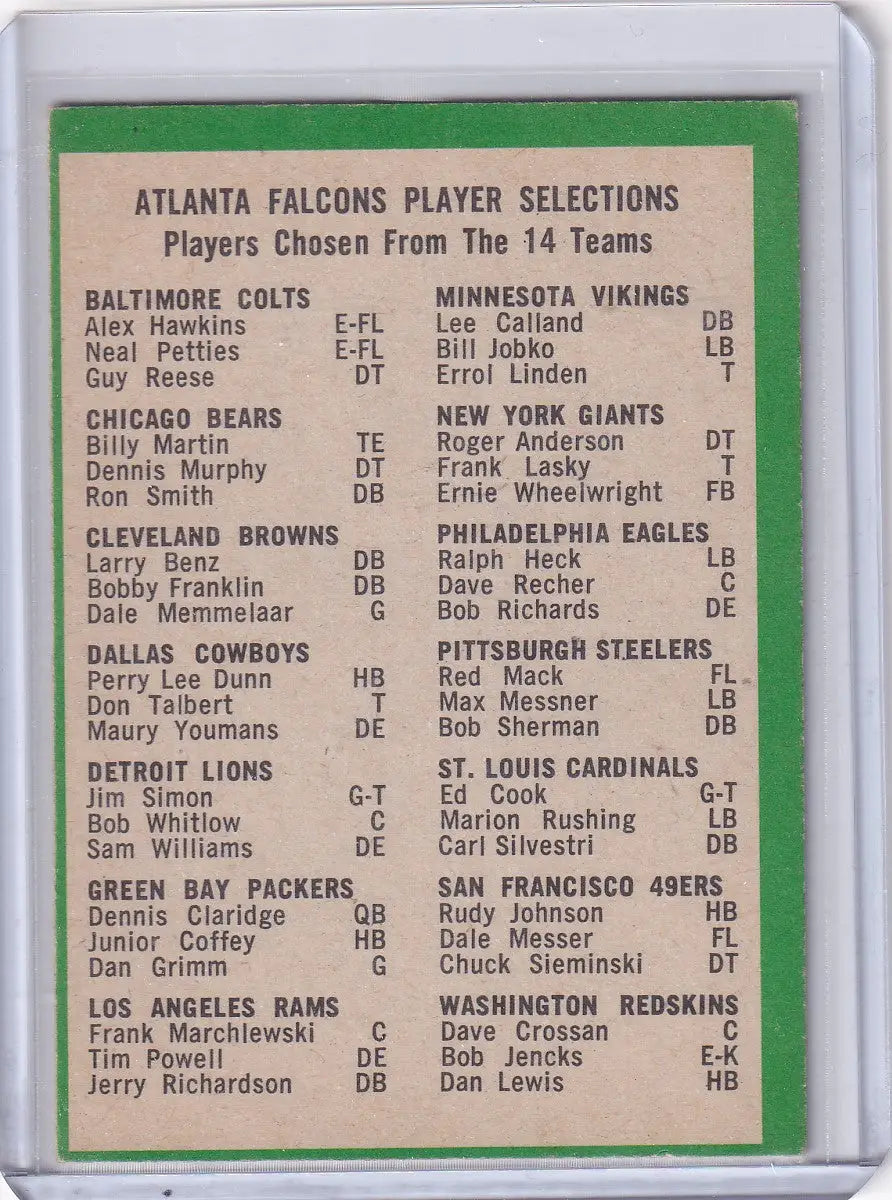 ATLANTA FALCONS PLAYER SELECTIONS
Players Chosen From The 14 Teams
BALTIMORE COLTS
Alex Hawkins E-FL
Neal Petties E-FL
Guy Reese DT
CHICAGO BEARS
Billy Martin TE
Dennis Murphy DT
Ron Smith DB
CLEVELAND BROWNS
Larry Benz DB
Bobby Franklin DB
Dale Memmelaar G
DALLAS COWBOYS
Perry Lee Dunn HB
Don Talbert T
Maury Youmans DE
DETROIT LIONS
Jim Simon G-T
Bob Whitlow C
Sam Williams DE
GREEN BAY PACKERS
Dennis Claridge QB
Junior Coffey HB
Dan Grimm G
LOS ANGELES RAMS
Frank Marchlewski C
Tim Powell DE
Jerry Richardson DB
MINNESOTA VIKINGS
Lee Calland DB
Bill Jobko LB
Errol Linden T
NEW YORK GIANTS
Roger Anderson DT
Frank Lasky T
Ernie Wheelwright FB
PHILADELPHIA EAGLES
Ralph Heck LB
Dave Recher C
Bob Richards DE
PITTSBURGH STEELERS
Red Mack FL
Max Messner LB
Bob Sherman DB
ST. LOUIS CARDINALS
Ed Cook G-T
Marion Rushing LB
Carl Silvestri DB
SAN FRANCISCO 49ERS
Rudy Johnson HB
Dale Messer FL
Chuck Sieminski DT
WASHINGTON REDSKINS
Dave Crossan C
Bob Jencks E-K
Dan Lewis HB